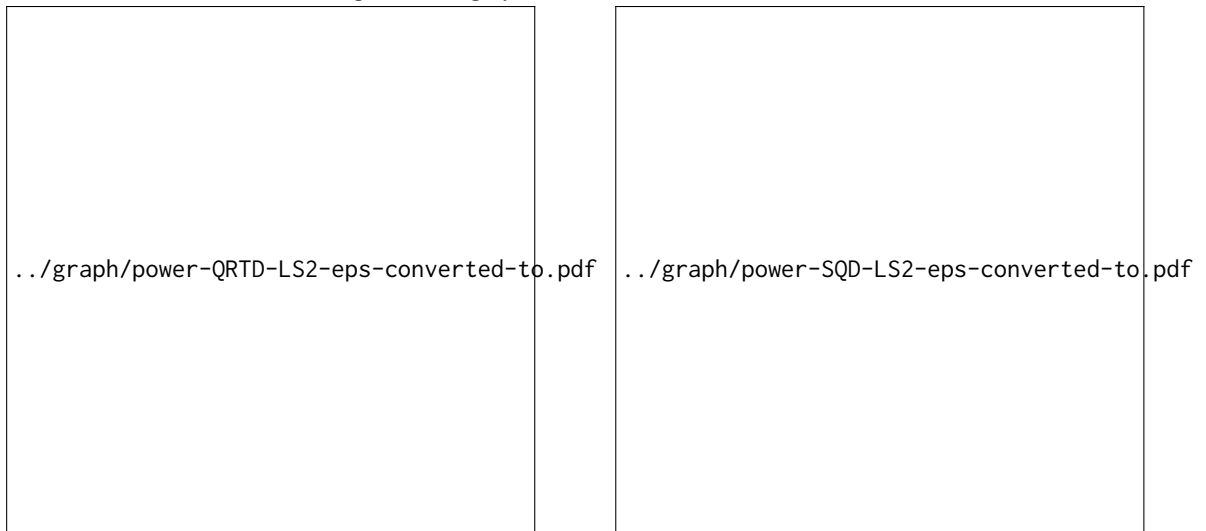 ../graph/power-QRTD-LS2-eps-converted-to.pdf
../graph/power-SQD-LS2-eps-converted-to.pdf